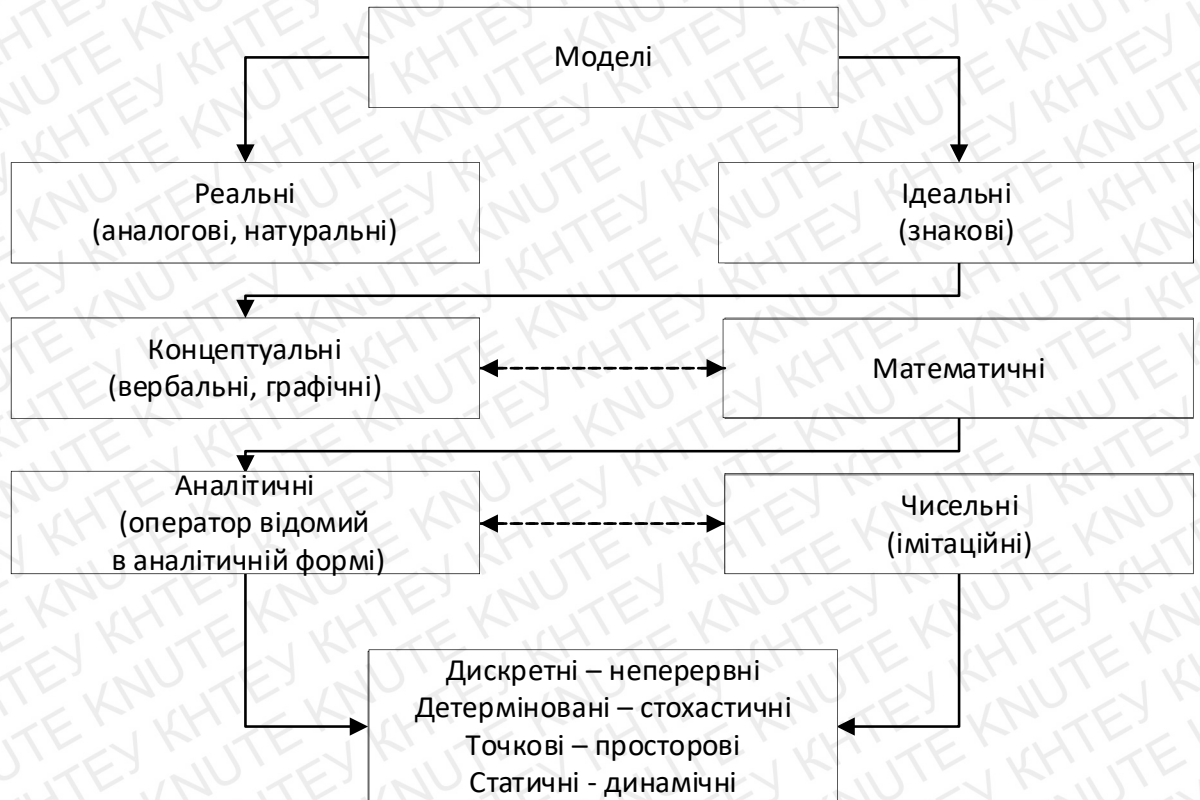 Моделі
Реальні
(аналогові, натуральні)
Ідеальні
(знакові)
Концептуальні
(вербальні, графічні)
Математичні
Аналітичні
(оператор відомий
в аналітичній формі)
Чисельні
(імітаційні)
Дискретні – неперервні
Детерміновані – стохастичні
Точкові – просторові
Статичні - динамічні